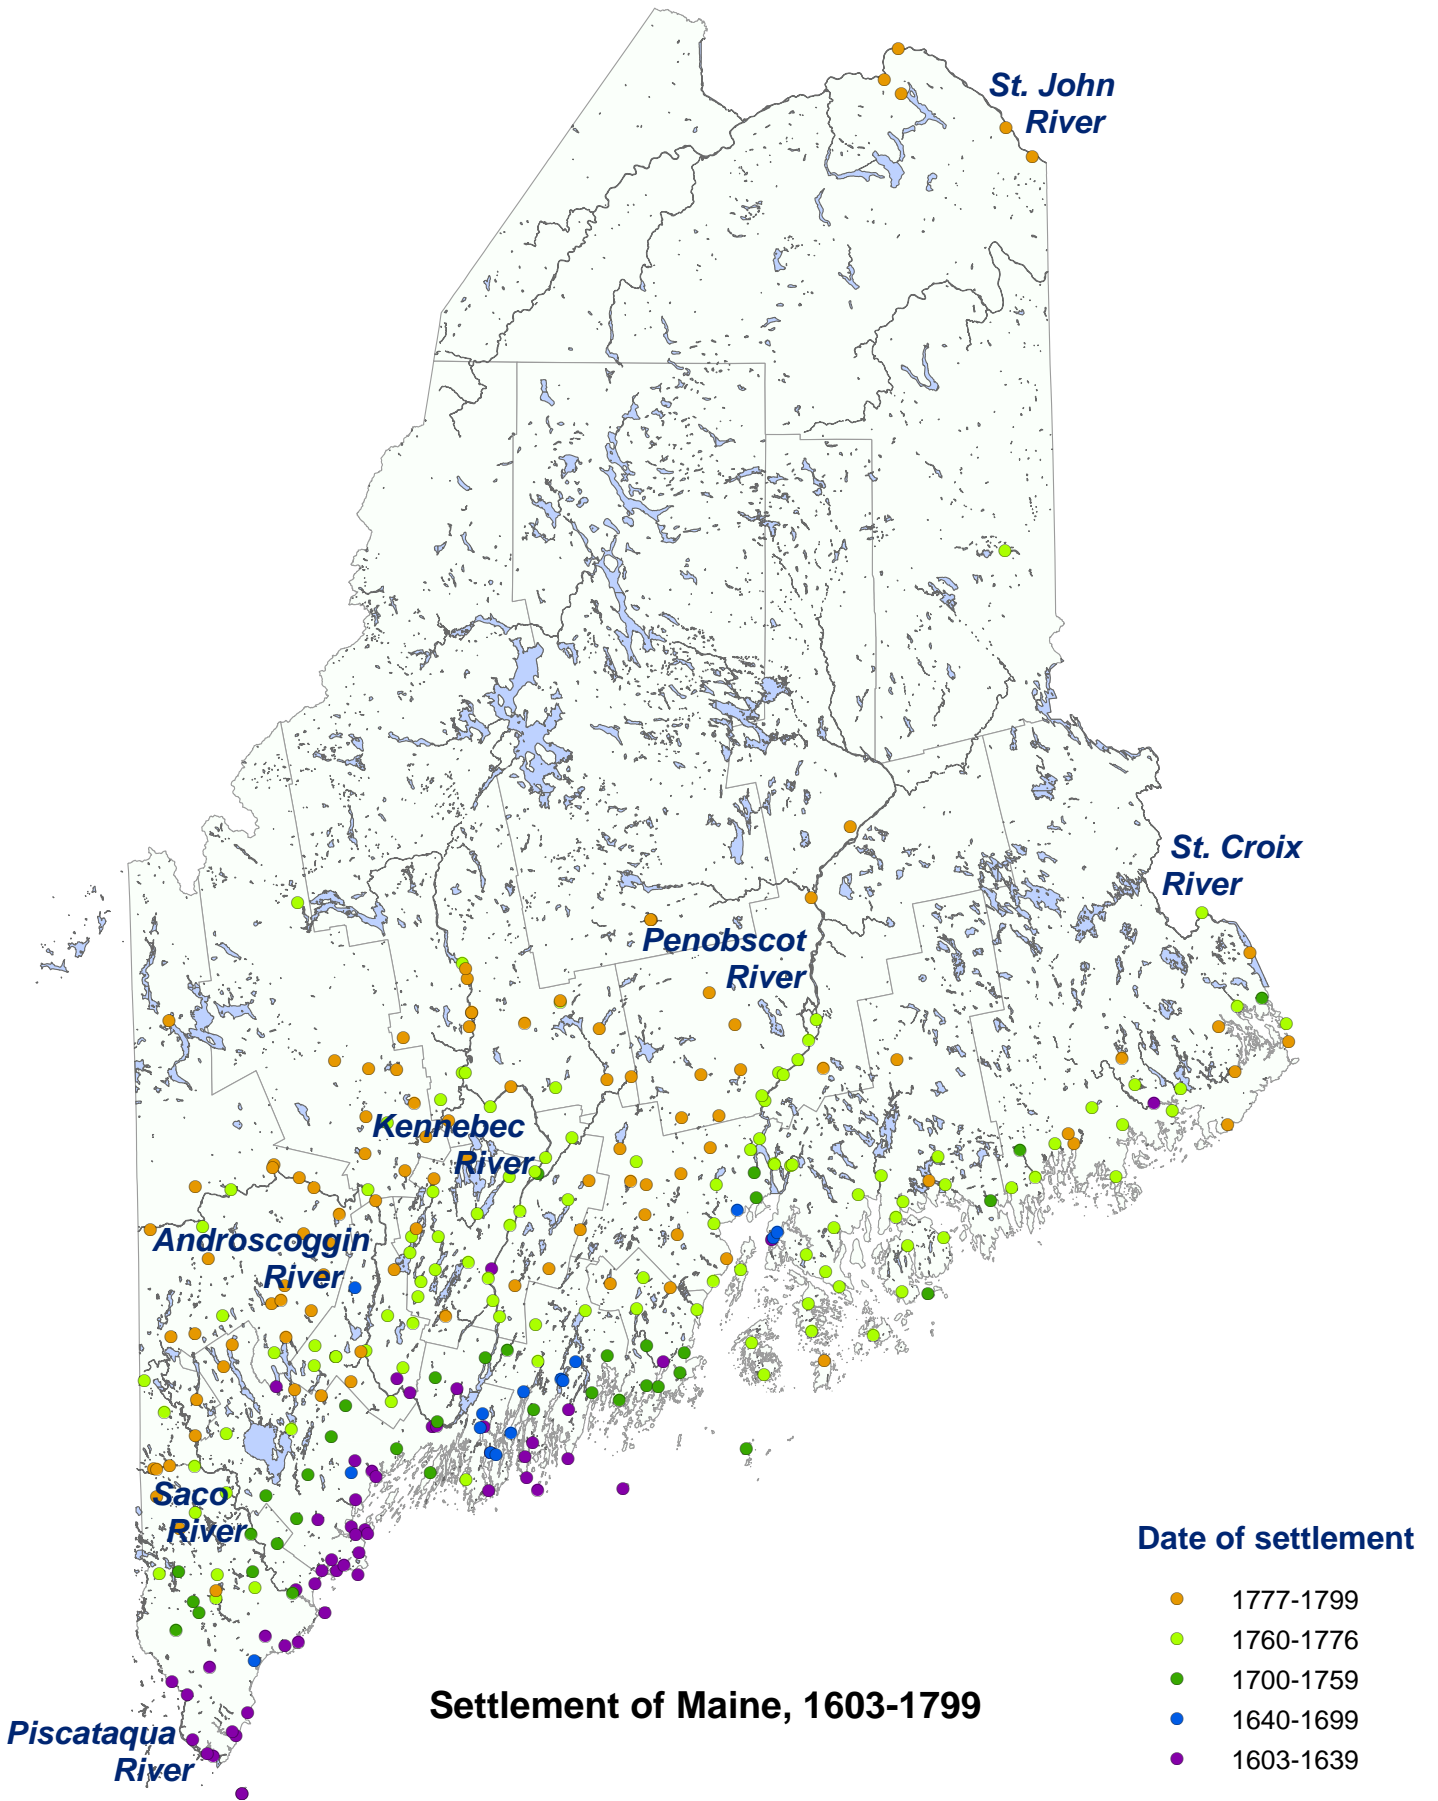 St. John
River
St. Croix
River
Penobscot
River
Kennebec
River
Androscoggin
River
Saco
River
Date of settlement
1777-1799
1760-1776
1700-1759
1640-1699
1603-1639
Settlement of Maine, 1603-1799
Piscataqua
River